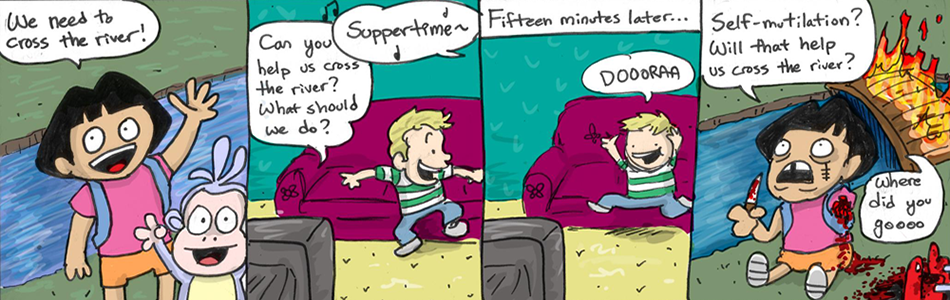 We need to
cross the river!
Can you
help us cross
the river?
What should
we do?
Suppertime~
Fifteen minutes later...
DOOORAA
Self-mutilation?
Will that help
us cross the river?
Where
did you
goooo